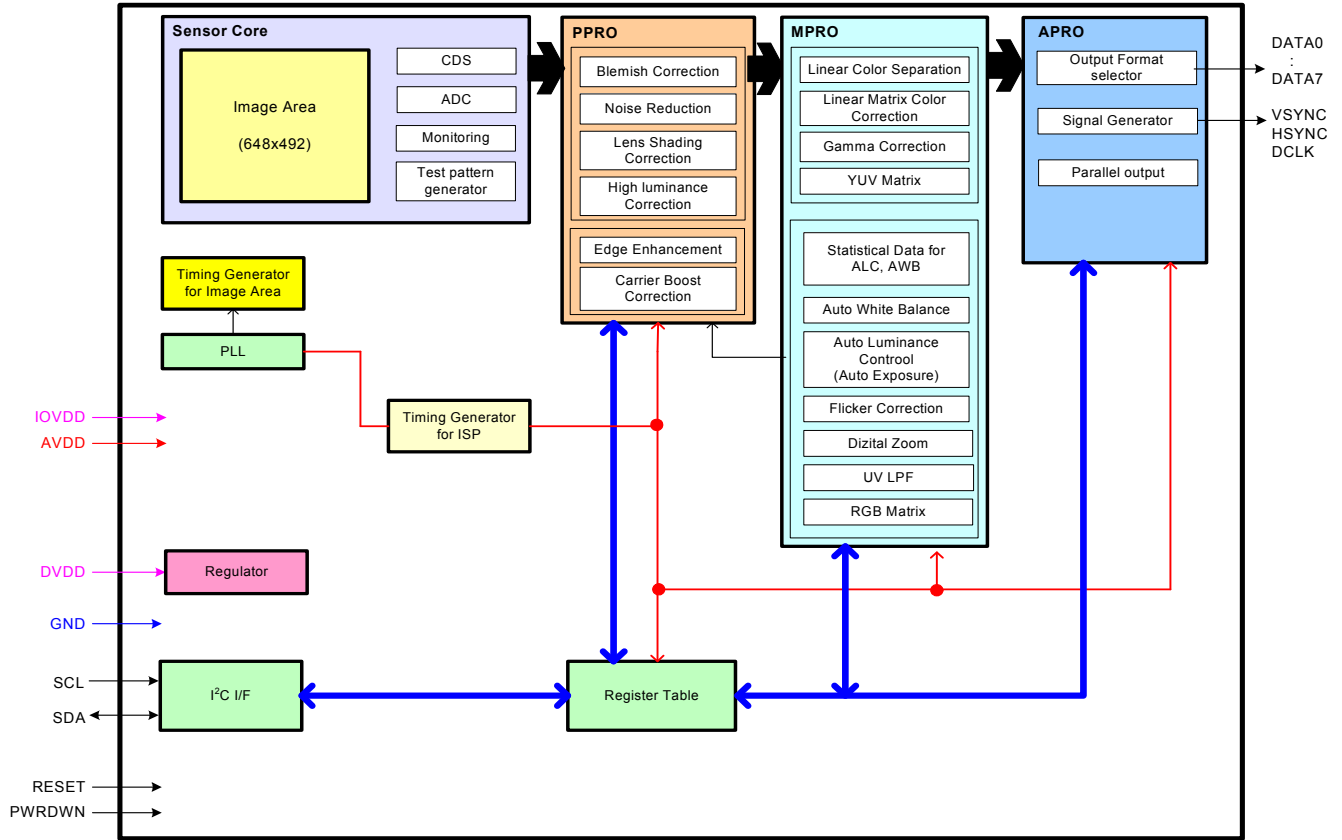 Sensor Core
Image Area
(648x492)
CDS
ADC
Monitoring
Test pattern
generator
PPRO
Blemish Correction
Noise Reduction
Lens Shading
Correction
High luminance
Correction
Edge Enhancement
Carrier Boost
Correction
MPRO
Linear Color Separation
Linear Matrix Color
Correction
Gamma Correction
YUV Matrix
Statistical Data for
ALC, AWB
Auto White Balance
Auto Luminance
Controol
(Auto Exposure)
Flicker Correction
Dizital Zoom
UV LPF
RGB Matrix
APRO
Output Format
selector
Signal Generator
Parallel output
DATA0
:
DATA7
VSYNC
HSYNC
DCLK
Timing Generator
for Image Area
PLL
Timing Generator
for ISP
IOVDD
AVDD
DVDD
Regulator
GND
SCL
SDA
I²C I/F
Register Table
RESET
PWRDWN